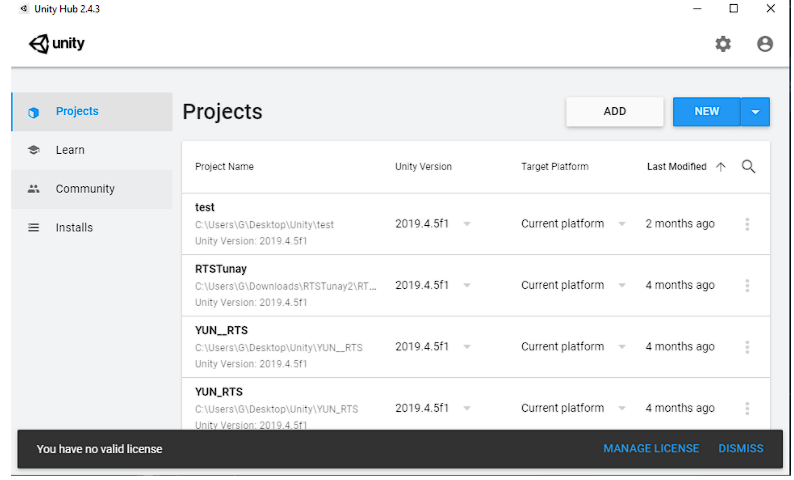 Unity Hub 2.4.3
unity
Projects
Learn
Community
Installs
Projects
ADD
NEW
Project Name Unity Version Target Platform Last Modified
test
C:\Users\G\Desktop\Unity\test
Unity Version: 2019.4.5f1
2019.4.5f1 Current platform 2 months ago
RTSTunay
C:\Users\G\Downloads\RTSTunay2\RT...
Unity Version: 2019.4.5f1
2019.4.5f1 Current platform 4 months ago
YUN__RTS
C:\Users\G\Desktop\Unity\YUN__RTS
Unity Version: 2019.4.5f1
2019.4.5f1 Current platform 4 months ago
YUN_RTS
C:\Users\G\Desktop\Unity\YUN_RTS
Unity Version: 2019.4.5f1
2019.4.5f1 Current platform 4 months ago
You have no valid license
MANAGE LICENSE DISMISS